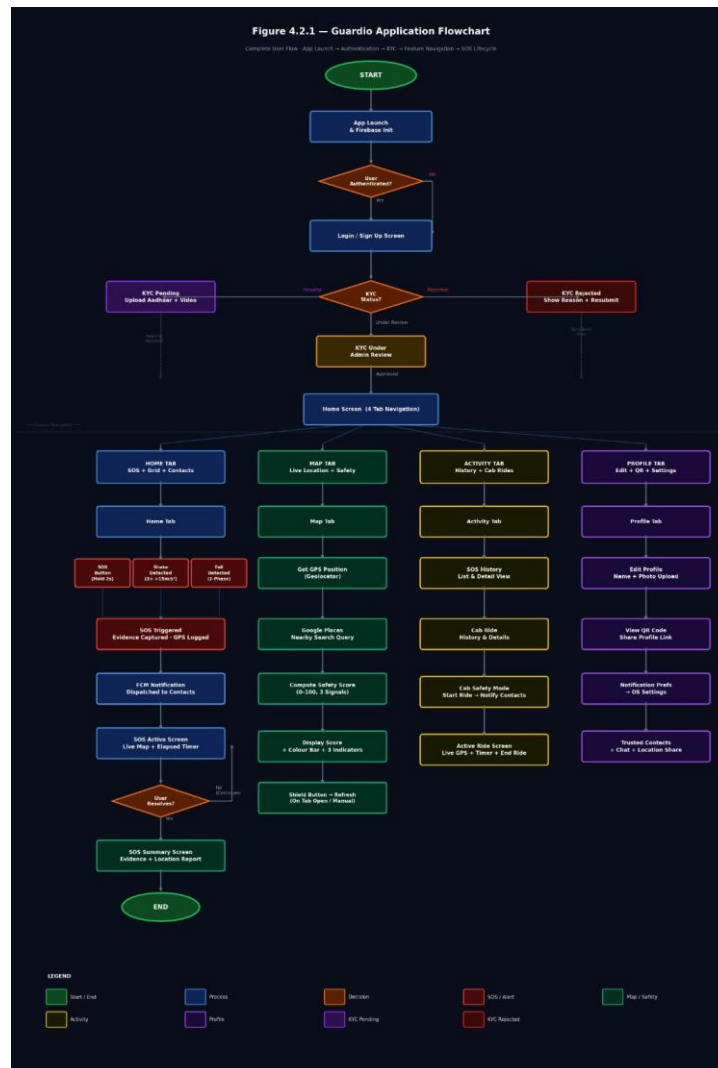 Figure 4.2.1 — Guardio Application Flowchart
Complete User Flow · App Launch → Authentication → KYC → Feature Navigation → SOS Lifecycle
START
App Launch
& Firebase Init
User
Authenticated?
No
Yes
Login / Sign Up Screen
KYC Pending
Upload Aadhaar + Video
Pending
KYC
Status?
Rejected
KYC Rejected
Show Reason + Resubmit
Under Review
KYC Under
Admin Review
Approved
Home Screen (4 Tab Navigation)
HOME TAB
SOS + Grid + Contacts
MAP TAB
Live Location + Safety
ACTIVITY TAB
History + Cab Rides
PROFILE TAB
Edit + QR + Settings
Home Tab
Map Tab
Activity Tab
Profile Tab
SOS
Button
(Hold 2s)
Shake
Detected
Fall
Detected
(2-Phase)
Get GPS Position
(Geolocator)
SOS History
List & Detail View
Edit Profile
Name + Photo Upload
SOS Triggered
Evidence Captured · GPS Logged
Google Places
Nearby Search Query
Cab Ride
History & Details
View QR Code
Share Profile Link
FCM Notification
Dispatched to Contacts
Compute Safety Score
(0–100, 3 Signals)
Cab Safety Mode
Start Ride → Notify Contacts
Notification Prefs
→ OS Settings
SOS Active Screen
Live Map + Elapsed Timer
Display Score
+ Colour Bar + 3 Indicators
Active Ride Screen
Live GPS + Timer + End Ride
Trusted Contacts
+ Chat + Location Share
User
Resolves?
No
Yes
Shield Button → Refresh
(On Tab Open / Manual)
SOS Summary Screen
Evidence + Location Report
END
LEGEND
Start / End
Process
Decision
SOS / Alert
Map / Safety
Activity
Profile
KYC Pending
KYC Rejected